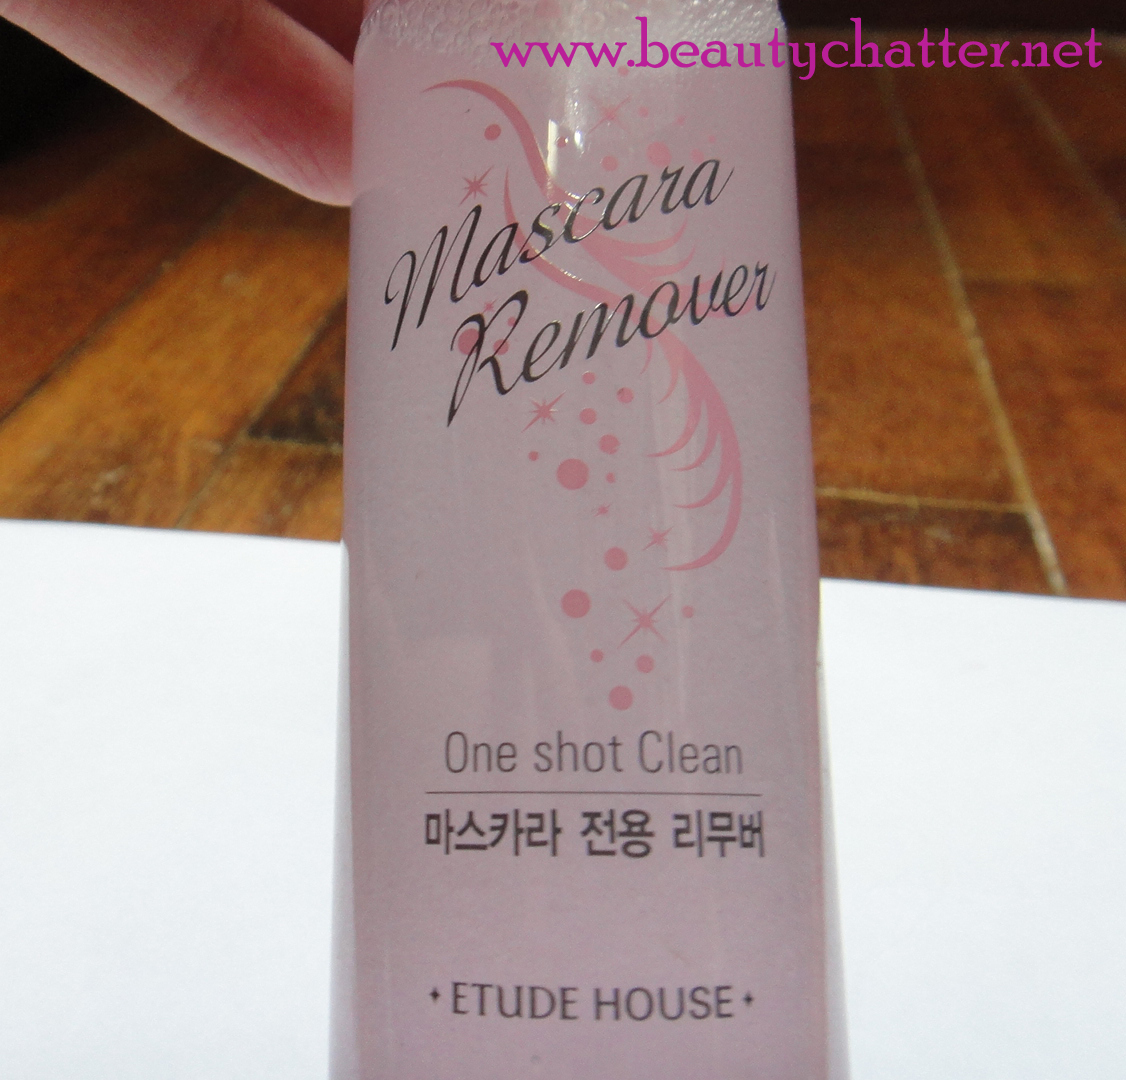 www.beautychatter.net
Mascara
Remover
One shot Clean
마스카라 전용 리무버
ETUDE HOUSE